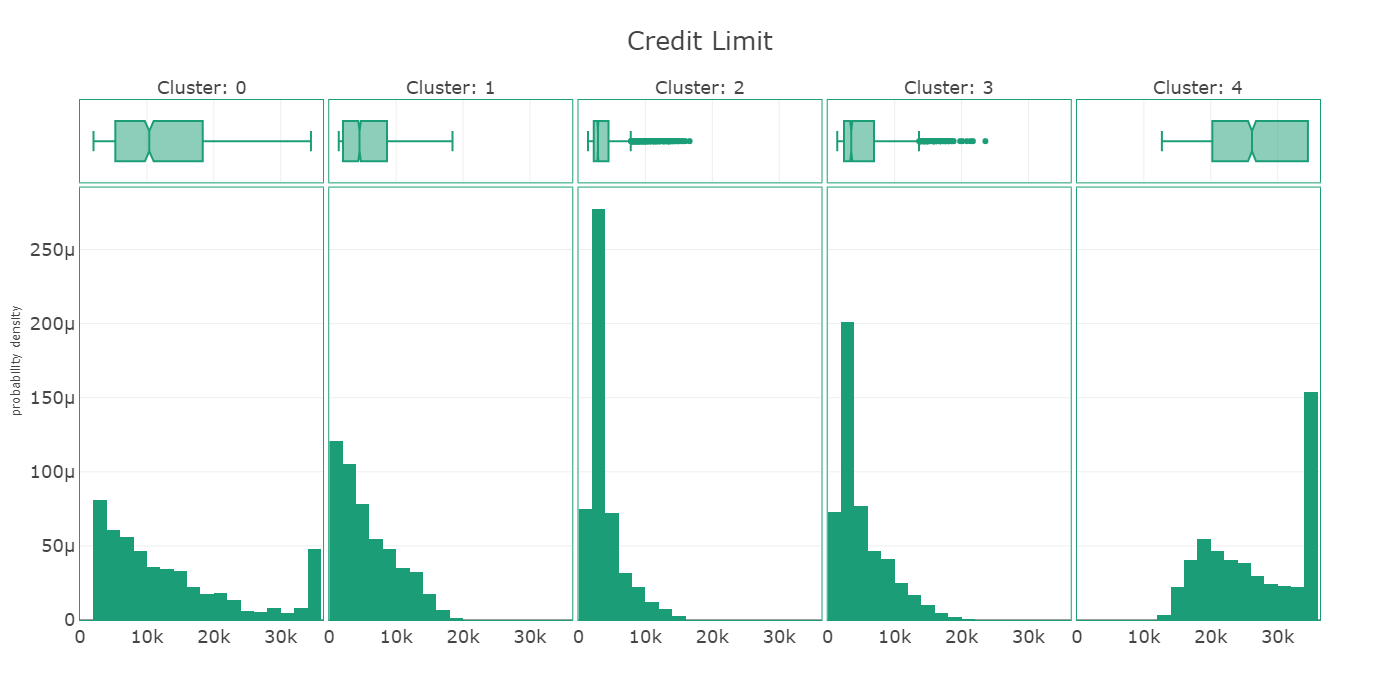 Credit Limit
Cluster: 0 Cluster: 1 Cluster: 2 Cluster: 3 Cluster: 4
probability density
250μ
200μ
150μ
100μ
50μ
0
0 10k 20k 30k 0 10k 20k 30k 0 10k 20k 30k 0 10k 20k 30k 0 10k 20k 30k